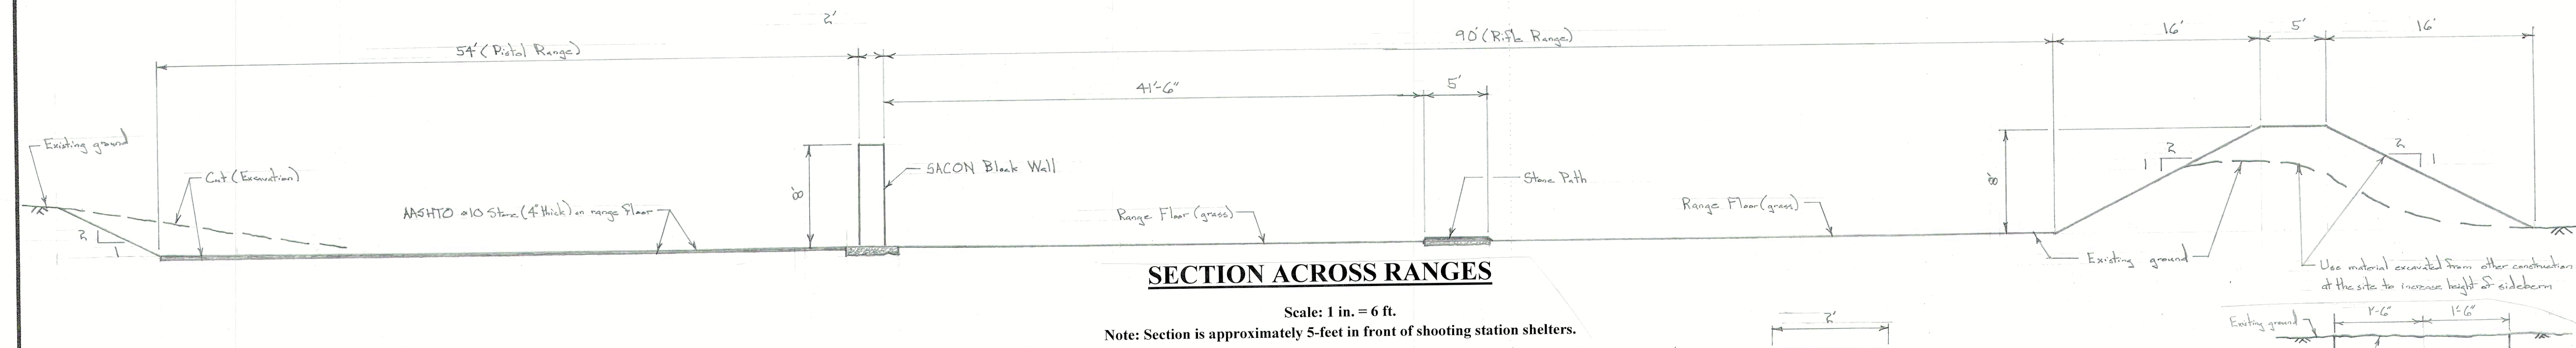 2'
54' (Pistol Range)
90' (Rifle Range)
16'
5'
16'
41'-6"
5'
Existing ground
Cut (Excavation)
8'
SACON Block Wall
Stone Path
8'
2
1
2
1
AASHTO #10 Stone (4" thick) on range floor
Range Floor (grass)
Range Floor (grass)
2
1
Existing ground
Use material excavated from other construction
at the site to increase height of sideberm
SECTION ACROSS RANGES
Scale: 1 in. = 6 ft.
Note: Section is approximately 5-feet in front of shooting station shelters.
2'
Existing ground
1'-6"
1'-6"